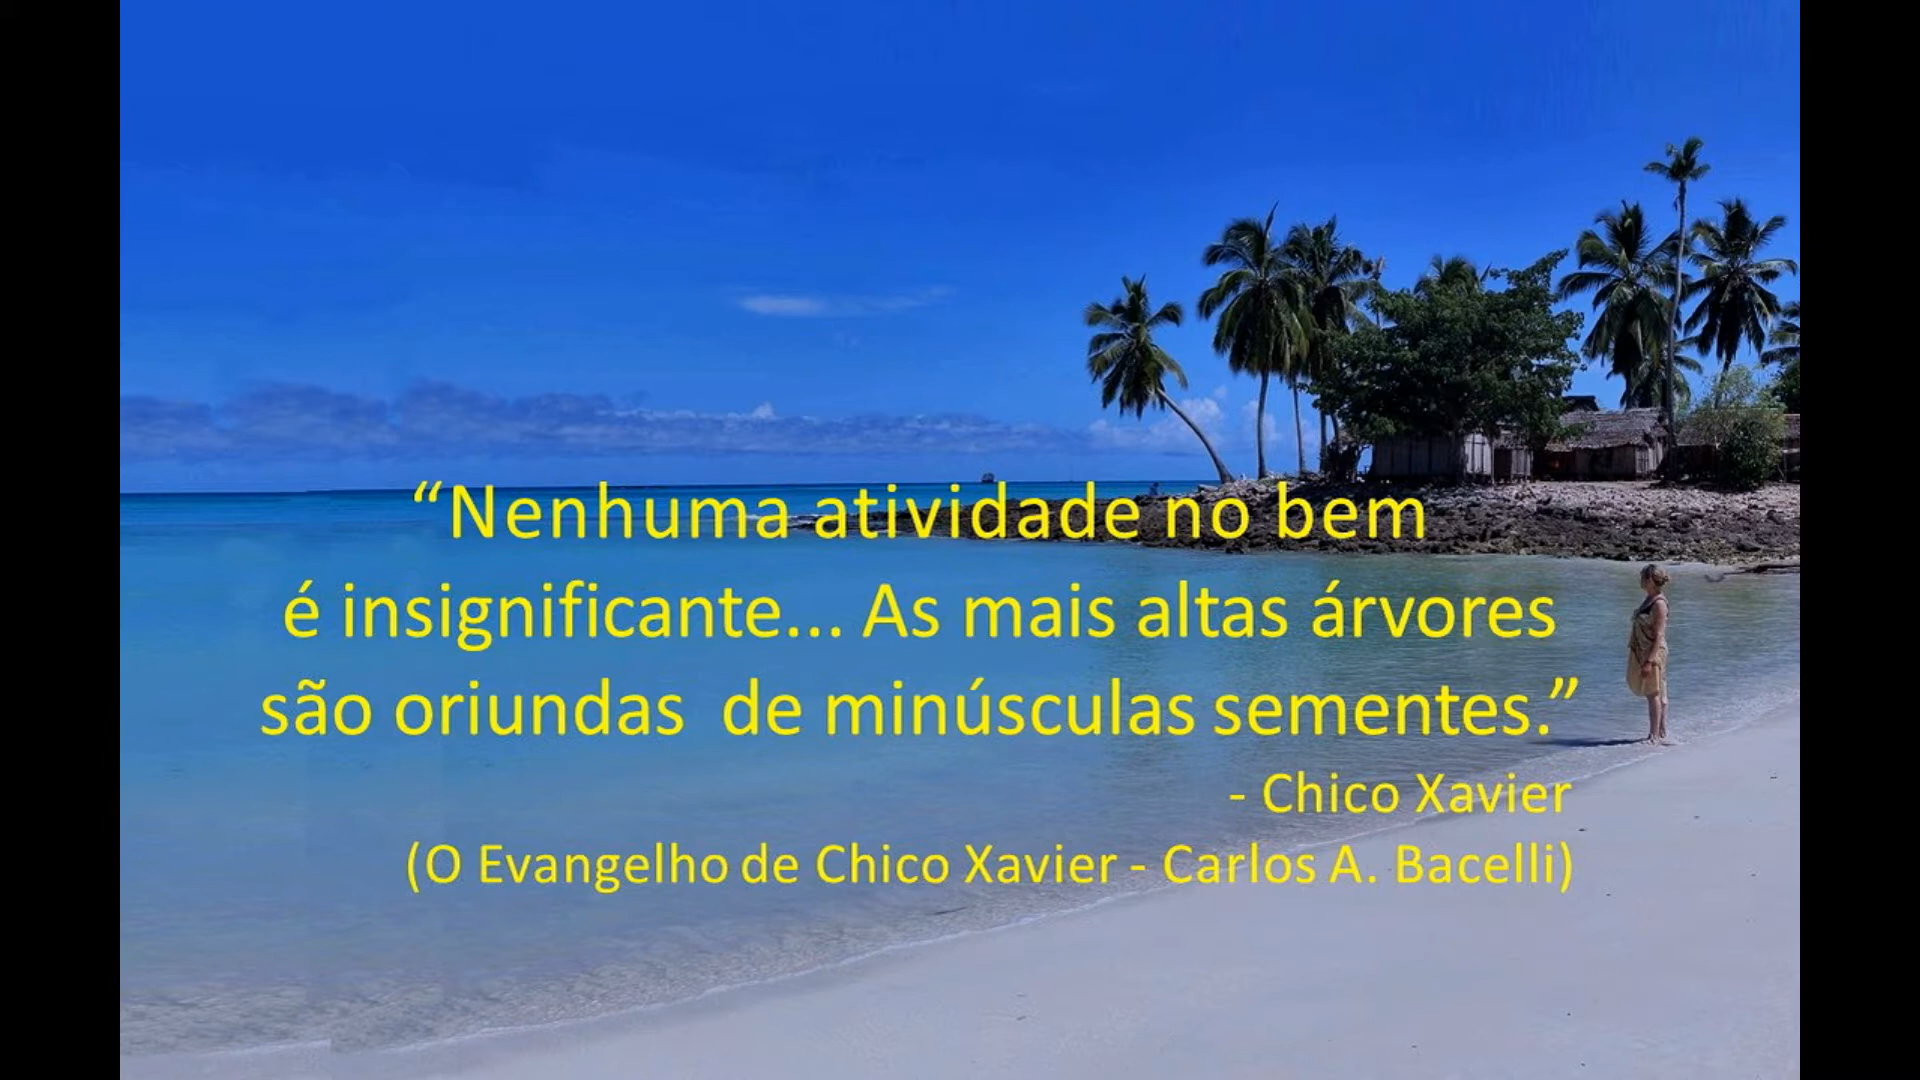 “Nenhuma atividade no bem
é insignificante... As mais altas árvores
são oriundas de minúsculas sementes.”
- Chico Xavier
(O Evangelho de Chico Xavier - Carlos A. Bacelli)